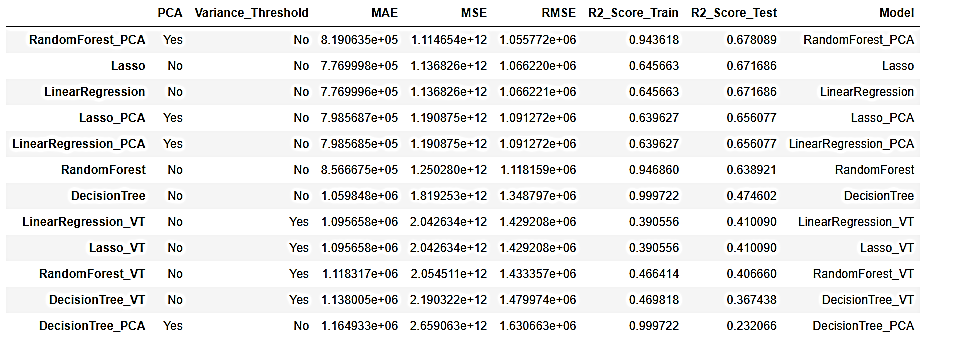 PCA Variance_Threshold MAE MSE RMSE R2_Score_Train R2_Score_Test Model
RandomForest_PCA Yes No 8.190635e+05 1.114654e+12 1.055772e+06 0.943618 0.678089 RandomForest_PCA
Lasso No No 7.769998e+05 1.136826e+12 1.066220e+06 0.645663 0.671686 Lasso
LinearRegression No No 7.769996e+05 1.136826e+12 1.066221e+06 0.645663 0.671686 LinearRegression
Lasso_PCA Yes No 7.985687e+05 1.190875e+12 1.091272e+06 0.639627 0.656077 Lasso_PCA
LinearRegression_PCA Yes No 7.985685e+05 1.190875e+12 1.091272e+06 0.639627 0.656077 LinearRegression_PCA
RandomForest No No 8.566675e+05 1.250280e+12 1.118159e+06 0.946860 0.638921 RandomForest
DecisionTree No No 1.059848e+06 1.819253e+12 1.348797e+06 0.999722 0.474602 DecisionTree
LinearRegression_VT No Yes 1.095658e+06 2.042634e+12 1.429208e+06 0.390556 0.410090 LinearRegression_VT
Lasso_VT No Yes 1.095658e+06 2.042634e+12 1.429208e+06 0.390556 0.410090 Lasso_VT
RandomForest_VT No Yes 1.118317e+06 2.054511e+12 1.433357e+06 0.466414 0.406660 RandomForest_VT
DecisionTree_VT No Yes 1.138005e+06 2.190322e+12 1.479974e+06 0.469818 0.367438 DecisionTree_VT
DecisionTree_PCA Yes No 1.164933e+06 2.659063e+12 1.630663e+06 0.999722 0.232066 DecisionTree_PCA